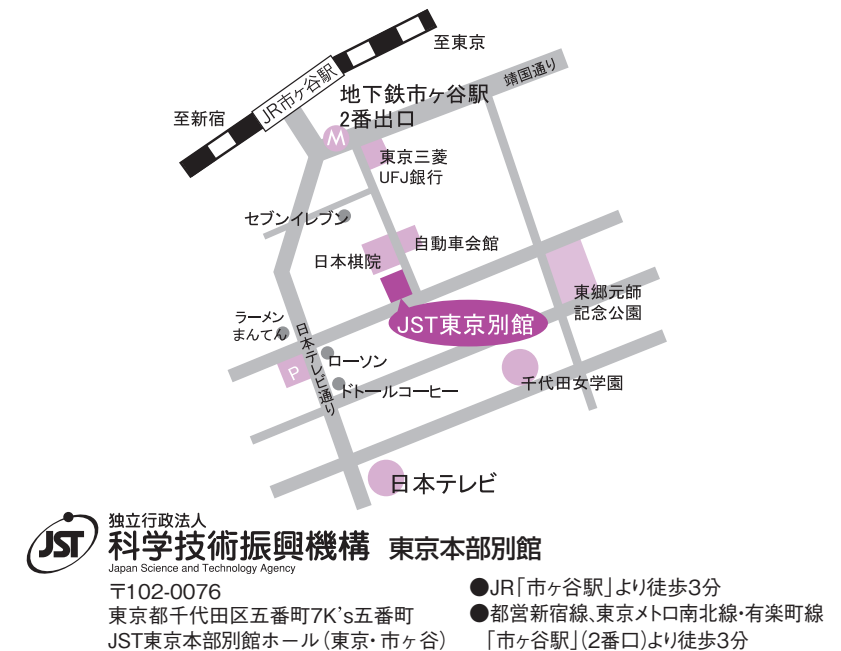 至東京
JR市ヶ谷駅
至新宿
靖国通り
地下鉄市ヶ谷駅
2番出口
M
東京三菱
UFJ銀行
セブンイレブン
自動車会館
日本棋院
東郷元師
記念公園
JST東京別館
ラーメン
まんてん
日本テレビ通り
ローソン
P
ドトールコーヒー
千代田女学園
日本テレビ
JST
独立行政法人
科学技術振興機構 東京本部別館
Japan Science and Technology Agency
〒102-0076
東京都千代田区五番町7K's五番町
JST東京本部別館ホール(東京・市ヶ谷)
●JR「市ヶ谷駅」より徒歩3分
●都営新宿線、東京メトロ南北線・有楽町線
「市ヶ谷駅」(2番口)より徒歩3分